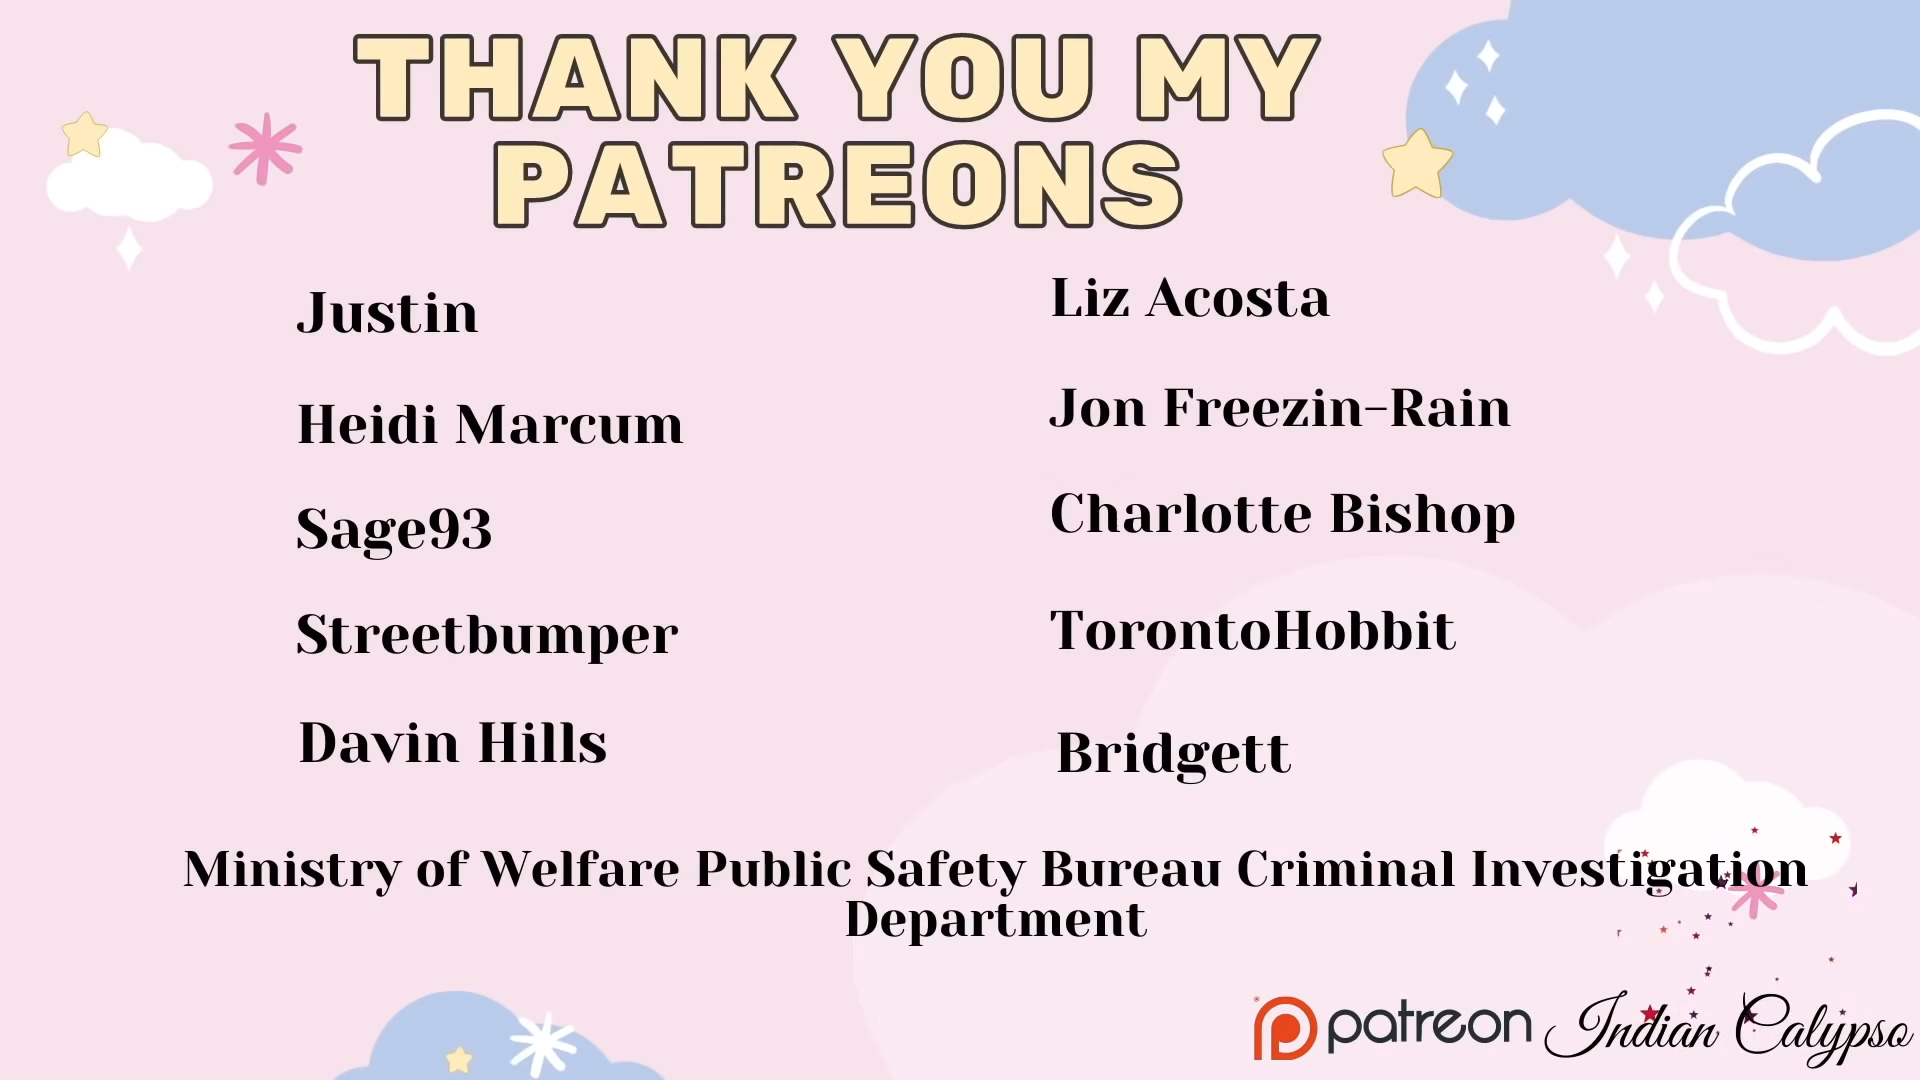 THANK YOU MY
PATREONS
Justin
Heidi Marcum
Sage93
Streetbumper
Davin Hills
Liz Acosta
Jon Freezin-Rain
Charlotte Bishop
TorontoHobbit
Bridgett
Ministry of Welfare Public Safety Bureau Criminal Investigation
Department
patreon Indian Calypso